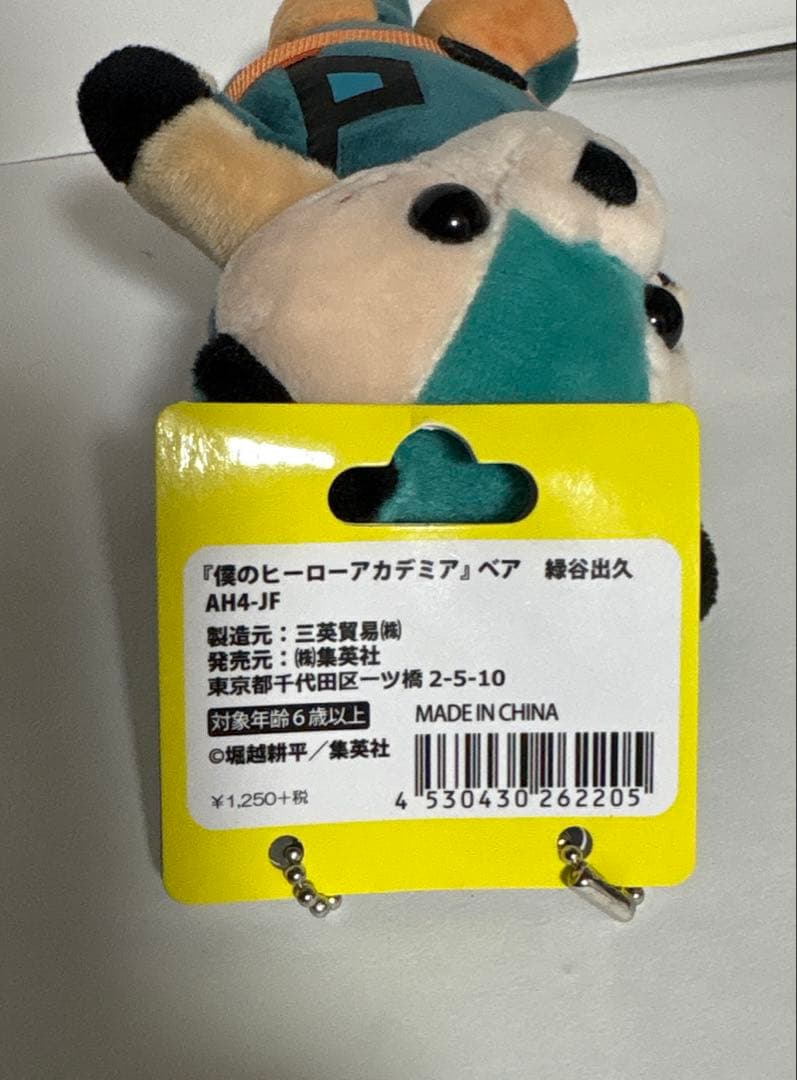 P
『僕のヒーローアカデミア』ベア　緑谷出久
AH4-JF
製造元：三英貿易㈱
発売元：㈱集英社
東京都千代田区一ツ橋 2-5-10
対象年齢６歳以上
MADE IN CHINA
©堀越耕平／集英社
¥1,250+税
4 530430 262205